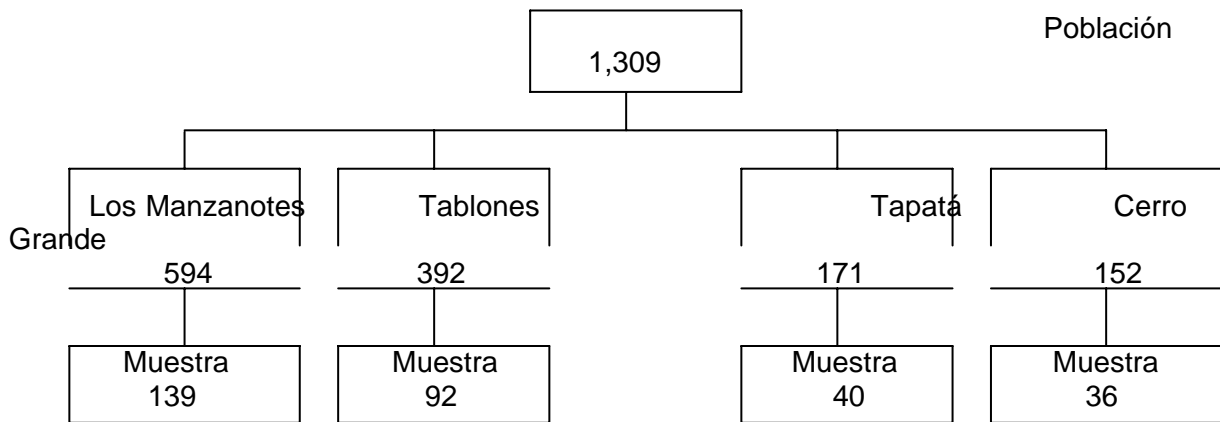 Población
1,309
Los Manzanotes Tablones Tapatá Cerro
Grande
594 392 171 152
Muestra Muestra Muestra Muestra
139 92 40 36